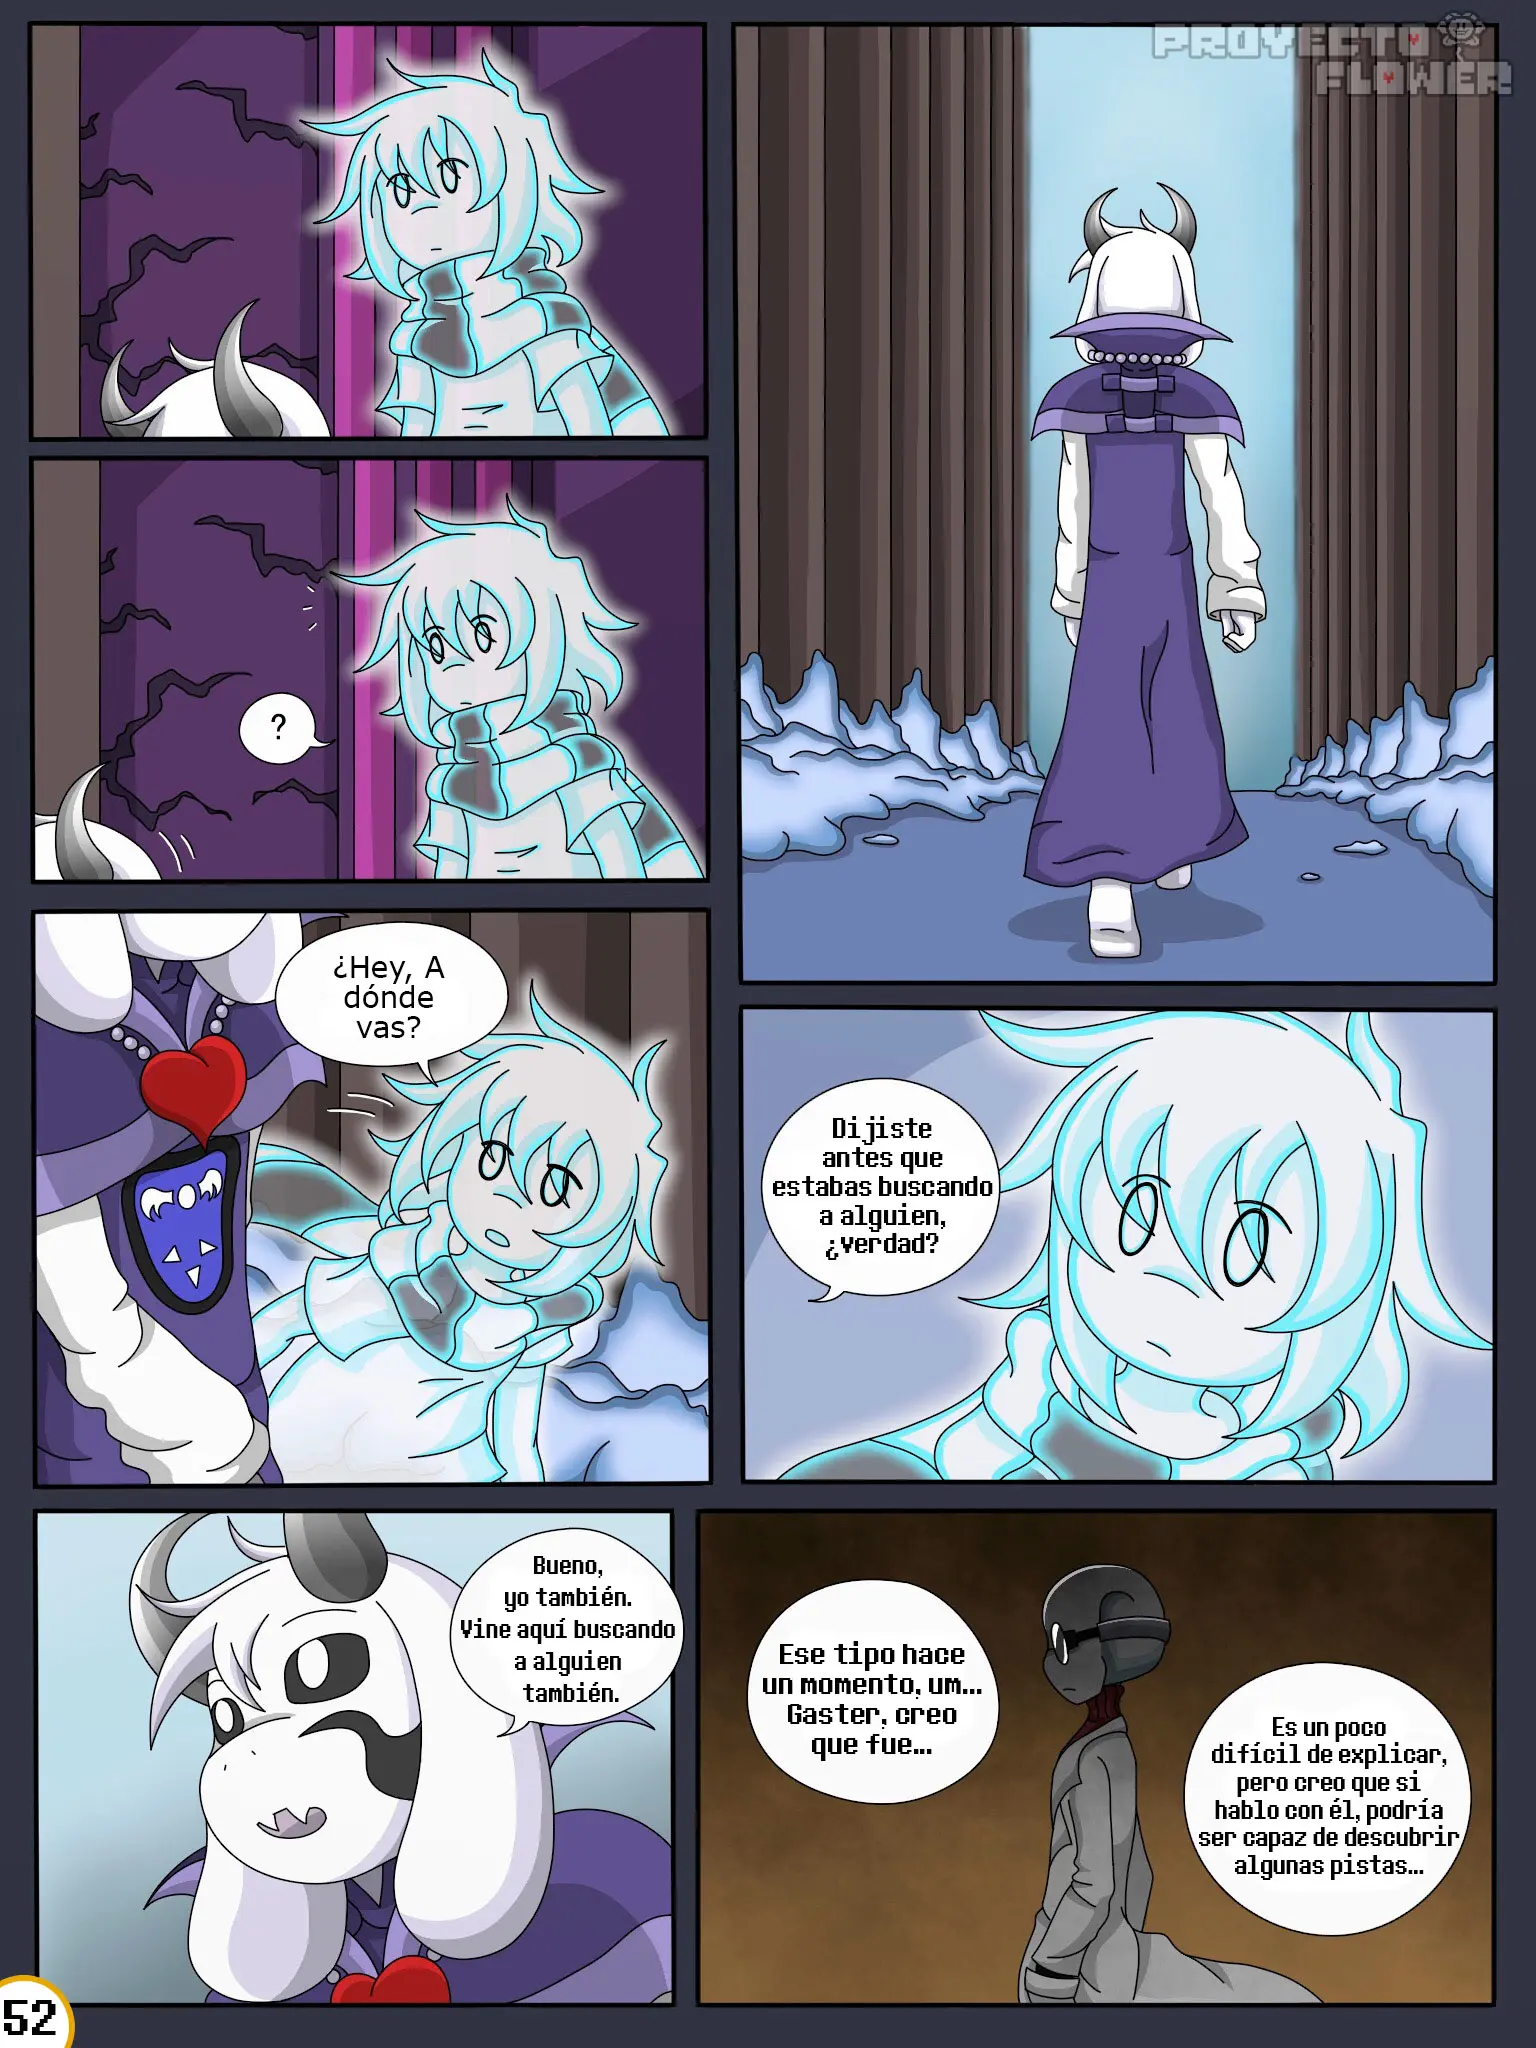 PROYECTO
FLOWER
?
¿Hey, A
dónde
vas?
Dijiste
antes que
estabas buscando
a alguien,
¿verdad?
Bueno,
yo también.
Vine aquí buscando
a alguien
también.
Ese tipo hace
un momento, um...
Gaster, creo
que fue...
Es un poco
difícil de explicar,
pero creo que si
hablo con él, podría
ser capaz de descubrir
algunas pistas...
52